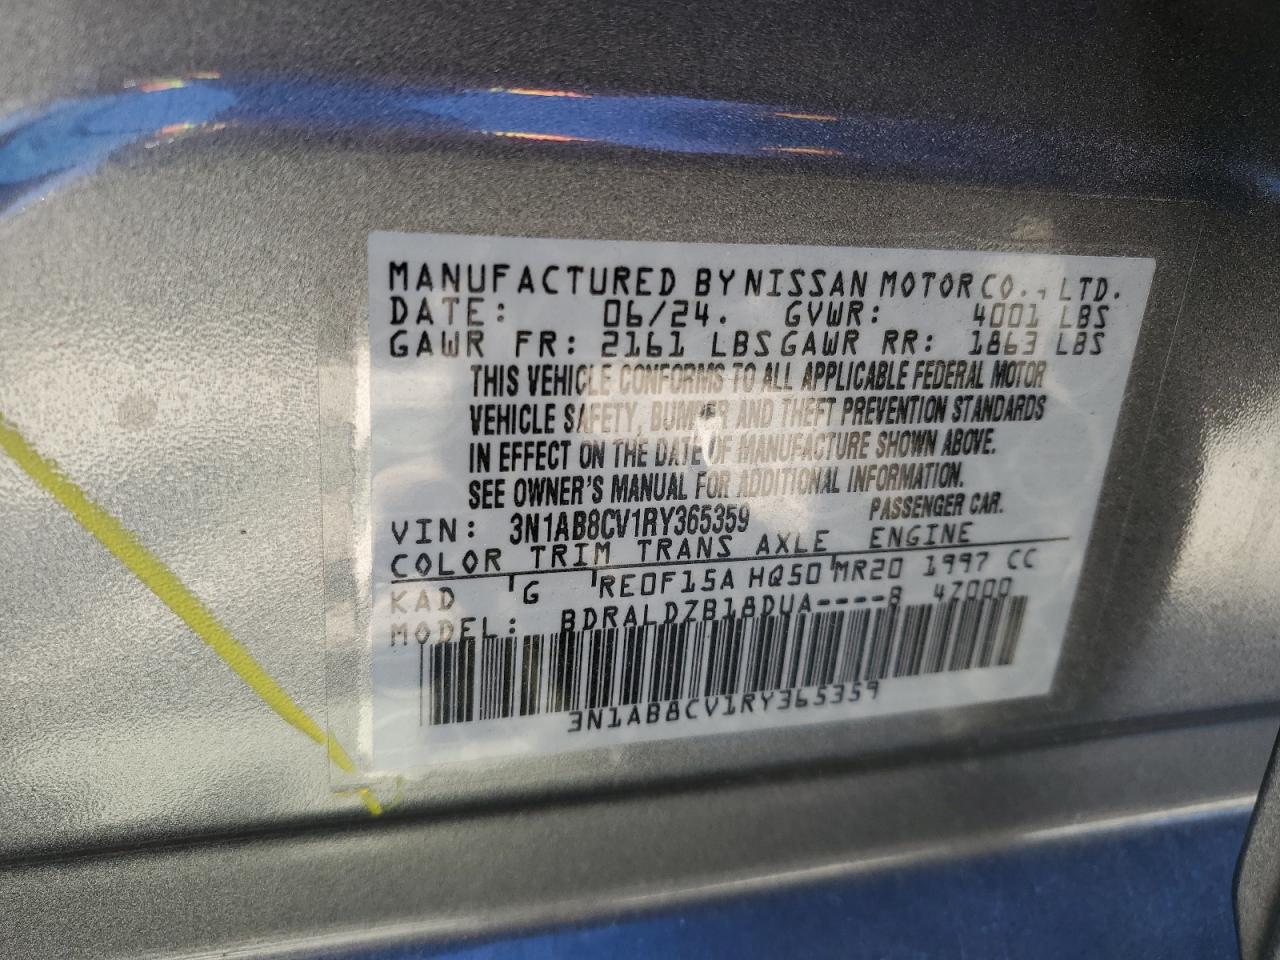 MANUFACTURED BY NISSAN MOTOR CO., LTD.
DATE: 06/24. GVWR: 4001 LBS
GAWR FR: 2161 LBS GAWR RR: 1863 LBS
THIS VEHICLE CONFORMS TO ALL APPLICABLE FEDERAL MOTOR
VEHICLE SAFETY, BUMPER AND THEFT PREVENTION STANDARDS
IN EFFECT ON THE DATE OF MANUFACTURE SHOWN ABOVE.
SEE OWNER'S MANUAL FOR ADDITIONAL INFORMATION.
PASSENGER CAR.
VIN: 3N1AB8CV1RY365359
COLOR TRIM TRANS AXLE ENGINE
KAD G RE0F15A HQ50 MR20 1997 CC
MODEL: BDRALDZB18DUA----B 47000
3N1AB8CV1RY365359